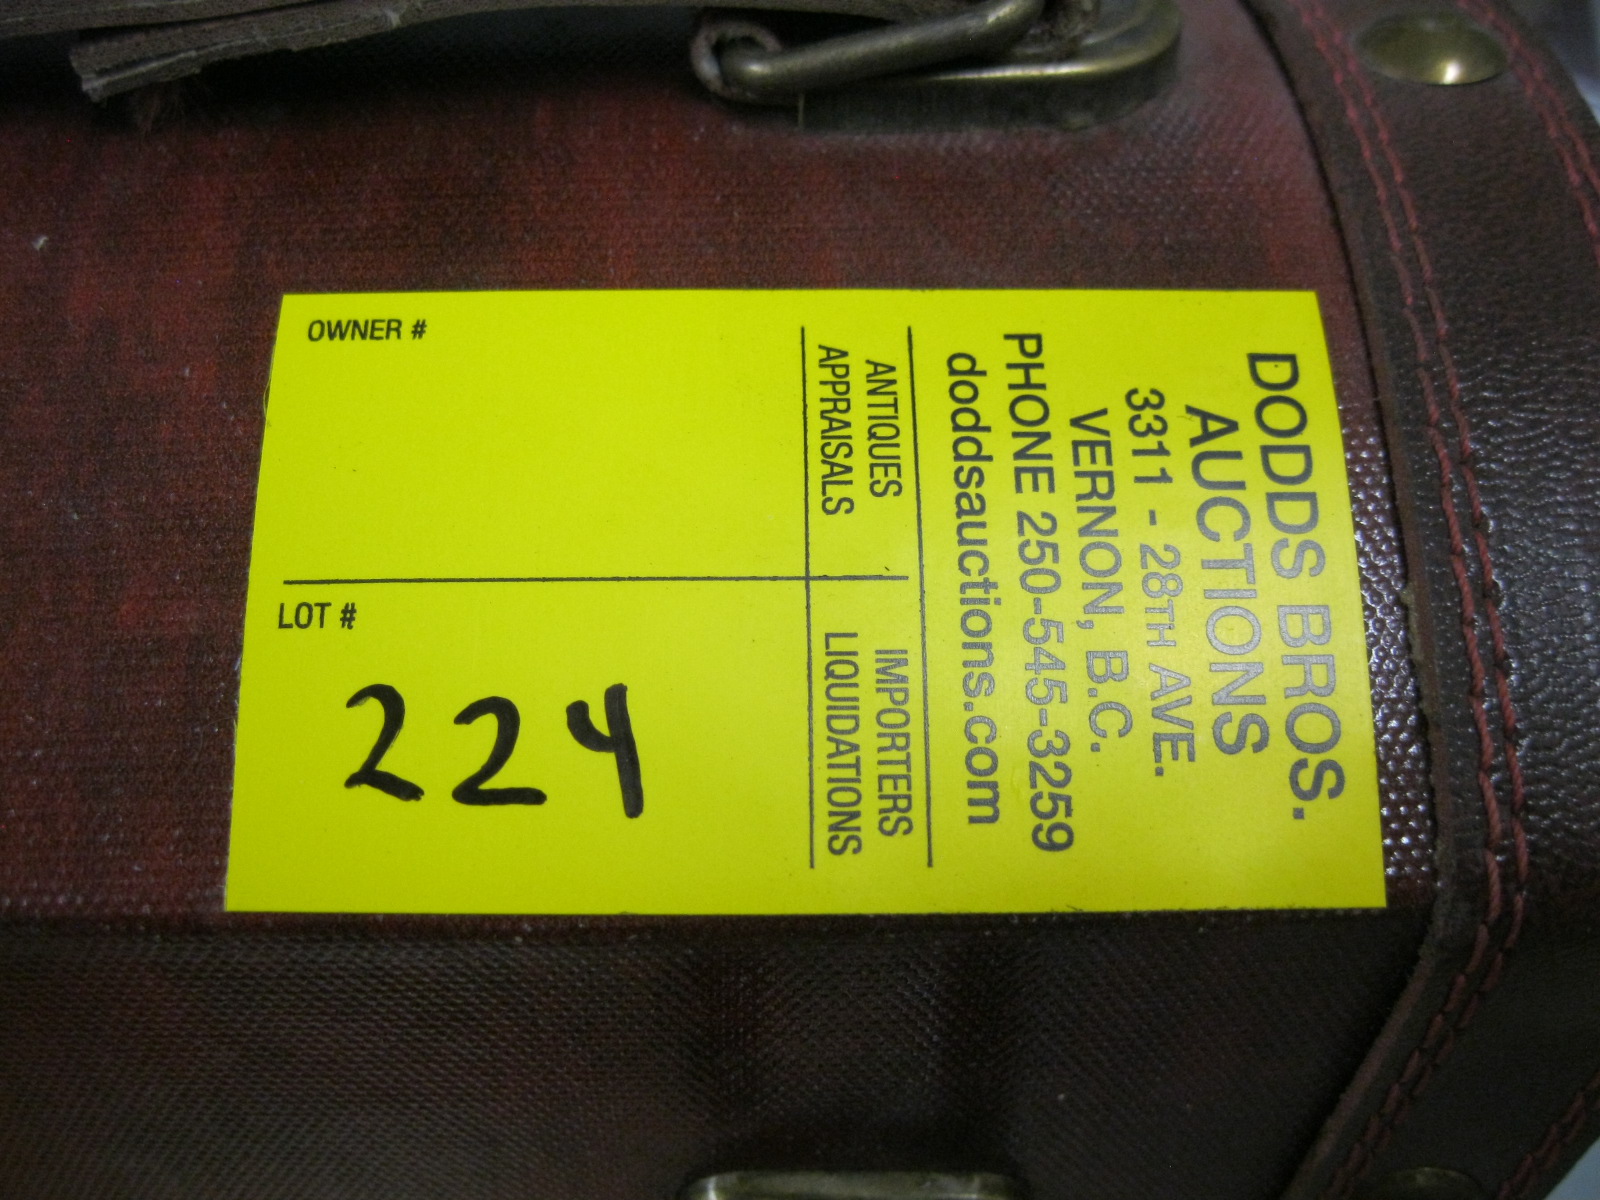 DODDS BROS.
AUCTIONS
3311 - 28TH AVE.
VERNON, B.C.
PHONE 250-545-3259
doddsauctions.com
ANTIQUES
APPRAISALS
IMPORTERS
LIQUIDATIONS
OWNER #
LOT #
224